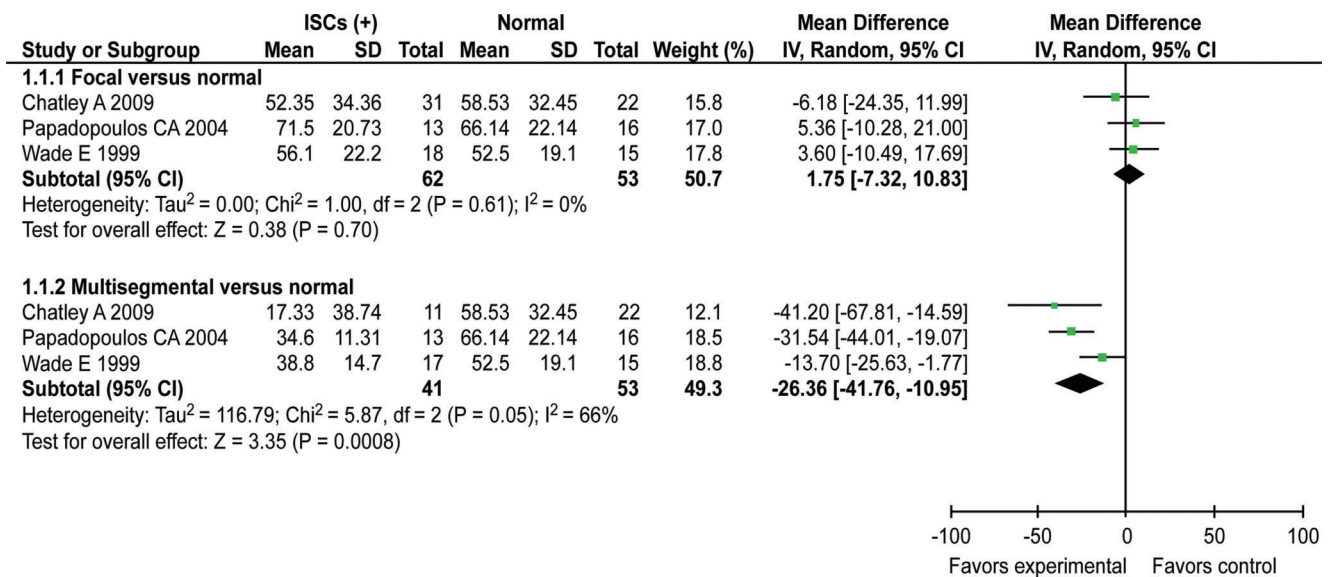 ISCs (+) Normal Mean Difference Mean Difference
Study or Subgroup Mean SD Total Mean SD Total Weight (%) IV, Random, 95% CI IV, Random, 95% CI
1.1.1 Focal versus normal
Chatley A 2009 52.35 34.36 31 58.53 32.45 22 15.8 -6.18 [-24.35, 11.99]
Papadopoulos CA 2004 71.5 20.73 13 66.14 22.14 16 17.0 5.36 [-10.28, 21.00]
Wade E 1999 56.1 22.2 18 52.5 19.1 15 17.8 3.60 [-10.49, 17.69]
Subtotal (95% CI) 62 53 50.7 1.75 [-7.32, 10.83]
Heterogeneity: Tau² = 0.00; Chi² = 1.00, df = 2 (P = 0.61); I² = 0%
Test for overall effect: Z = 0.38 (P = 0.70)
1.1.2 Multisegmental versus normal
Chatley A 2009 17.33 38.74 11 58.53 32.45 22 12.1 -41.20 [-67.81, -14.59]
Papadopoulos CA 2004 34.6 11.31 13 66.14 22.14 16 18.5 -31.54 [-44.01, -19.07]
Wade E 1999 38.8 14.7 17 52.5 19.1 15 18.8 -13.70 [-25.63, -1.77]
Subtotal (95% CI) 41 53 49.3 -26.36 [-41.76, -10.95]
Heterogeneity: Tau² = 116.79; Chi² = 5.87, df = 2 (P = 0.05); I² = 66%
Test for overall effect: Z = 3.35 (P = 0.0008)
-100 -50 0 50 100
Favors experimental Favors control